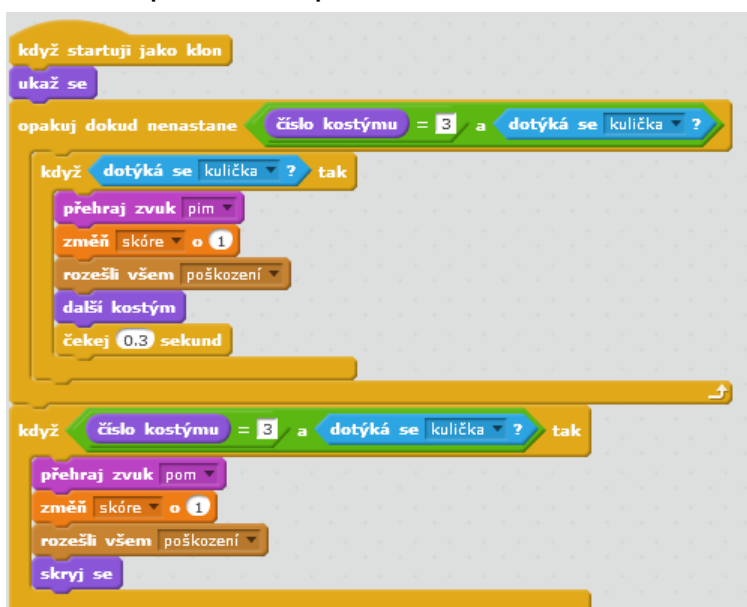 když startuji jako klon
ukaž se
opakuj dokud nenastane číslo kostýmu = 3 a dotýká se kulička ?
když dotýká se kulička ? tak
přehraj zvuk pim
změň skóre o 1
rozešli všem poškození
další kostým
čekej 0.3 sekund
když číslo kostýmu = 3 a dotýká se kulička ? tak
přehraj zvuk pom
změň skóre o 1
rozešli všem poškození
skryj se